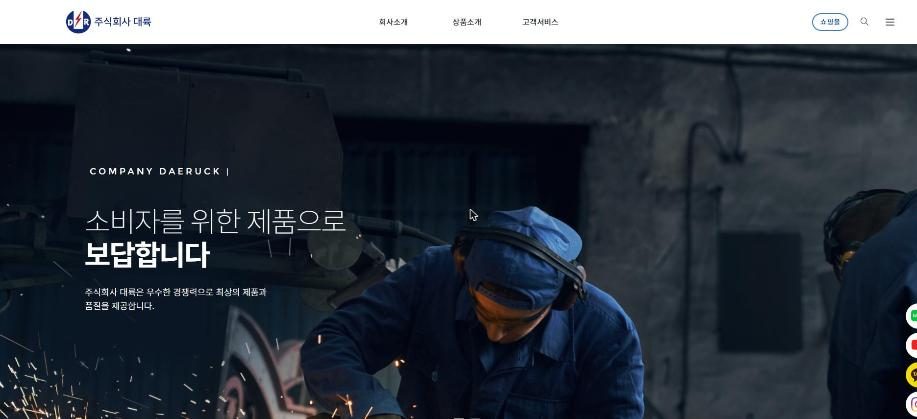 DR 주식회사 대륙
회사소개
상품소개
고객서비스
쇼핑몰
COMPANY DAERUCK |
소비자를 위한 제품으로
보답합니다
주식회사 대륙은 우수한 경쟁력으로 최상의 제품과
품질을 제공합니다.